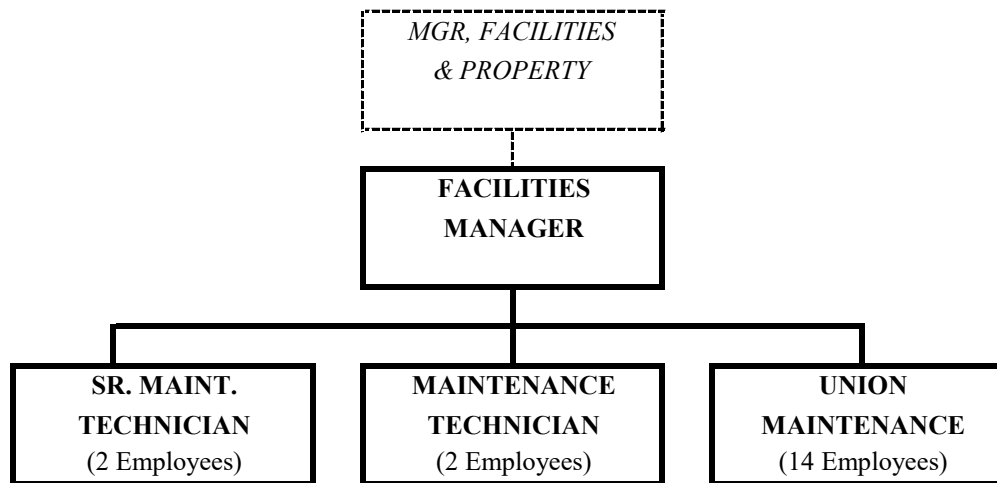 MGR, FACILITIES
& PROPERTY
FACILITIES
MANAGER
SR. MAINT.
TECHNICIAN
(2 Employees)
MAINTENANCE
TECHNICIAN
(2 Employees)
UNION
MAINTENANCE
(14 Employees)